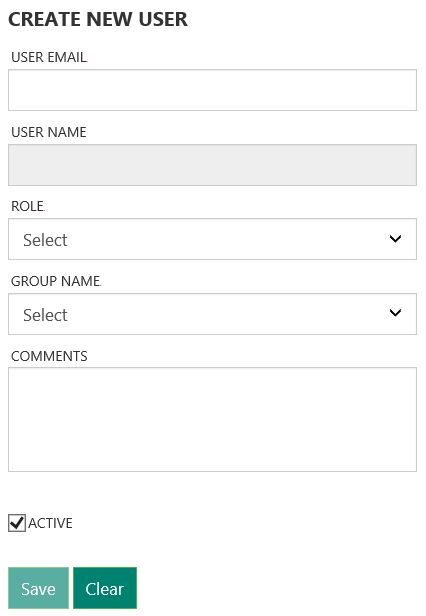 CREATE NEW USER
USER EMAIL
USER NAME
ROLE
Select
GROUP NAME
Select
COMMENTS
ACTIVE
Save Clear